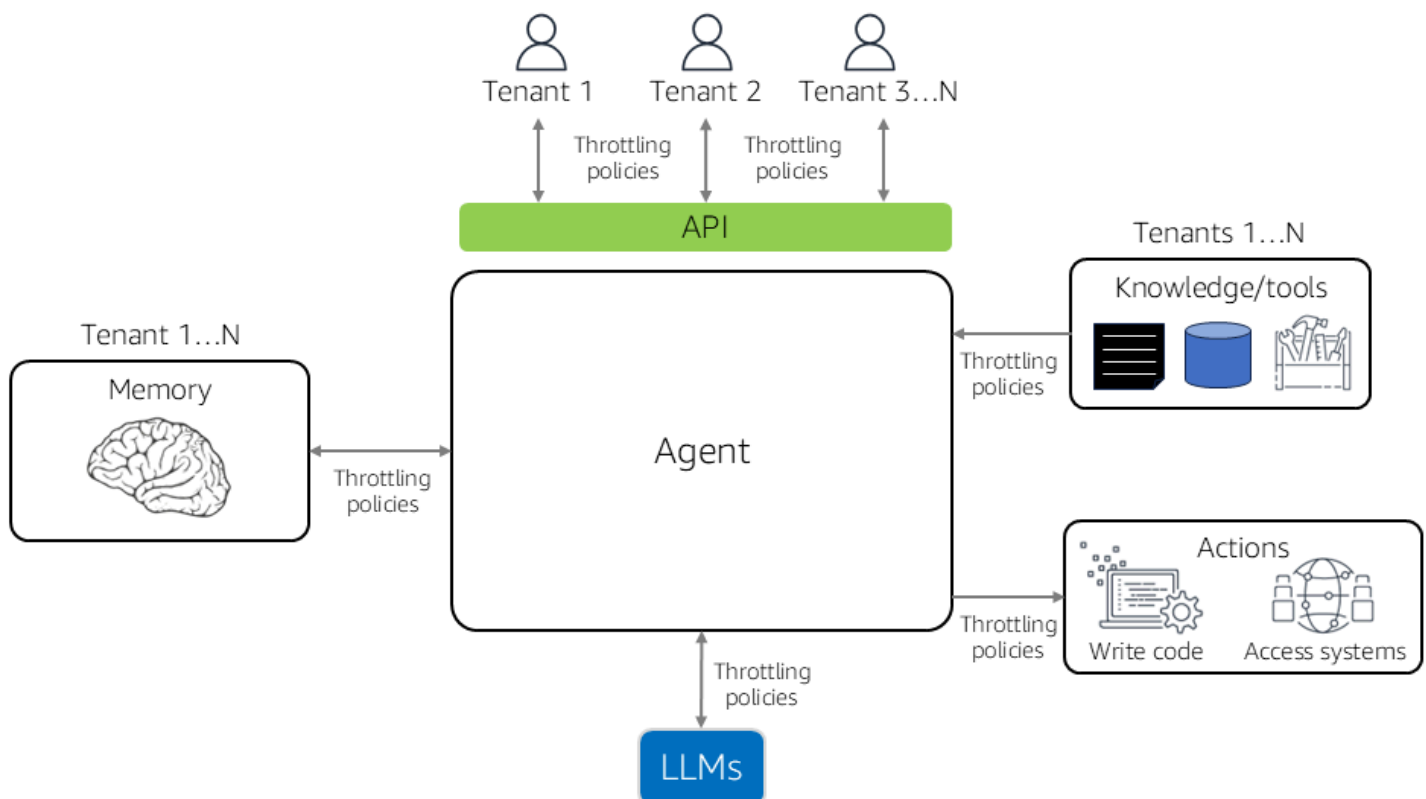 Tenant 1
Tenant 2
Tenant 3...N
Throttling
policies
Throttling
policies
API
Tenants 1...N
Knowledge/tools
Throttling
policies
Tenant 1...N
Memory
Throttling
policies
Agent
Actions
Write code
Access systems
Throttling
policies
Throttling
policies
LLMs